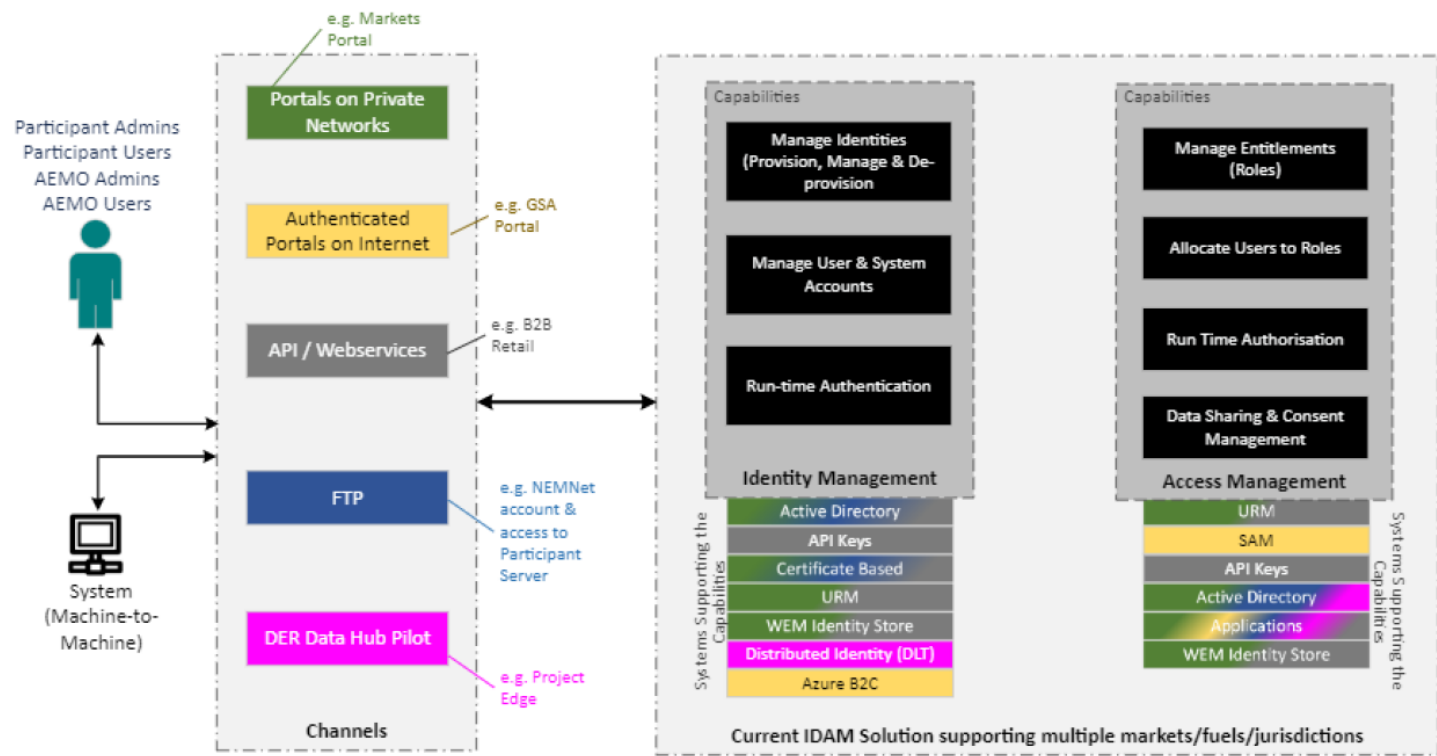 e.g. Markets
Portal
Participant Admins
Participant Users
AEMO Admins
AEMO Users
System
(Machine-to-
Machine)
Portals on Private
Networks
Authenticated
Portals on Internet
e.g. GSA
Portal
API / Webservices
e.g. B2B
Retail
FTP
e.g. NEMNet
account &
access to
Participant
Server
DER Data Hub Pilot
e.g. Project
Edge
Channels
Capabilities
Manage Identities
(Provision, Manage & De-
provision
Manage User & System
Accounts
Run-time Authentication
Identity Management
Systems Supporting the
Capabilities
Active Directory
API Keys
Certificate Based
URM
WEM Identity Store
Distributed Identity (DLT)
Azure B2C
Capabilities
Manage Entitlements
(Roles)
Allocate Users to Roles
Run Time Authorisation
Data Sharing & Consent
Management
Access Management
URM
SAM
API Keys
Active Directory
Applications
WEM Identity Store
Systems Supporting the
Capabilities
Current IDAM Solution supporting multiple markets/fuels/jurisdictions